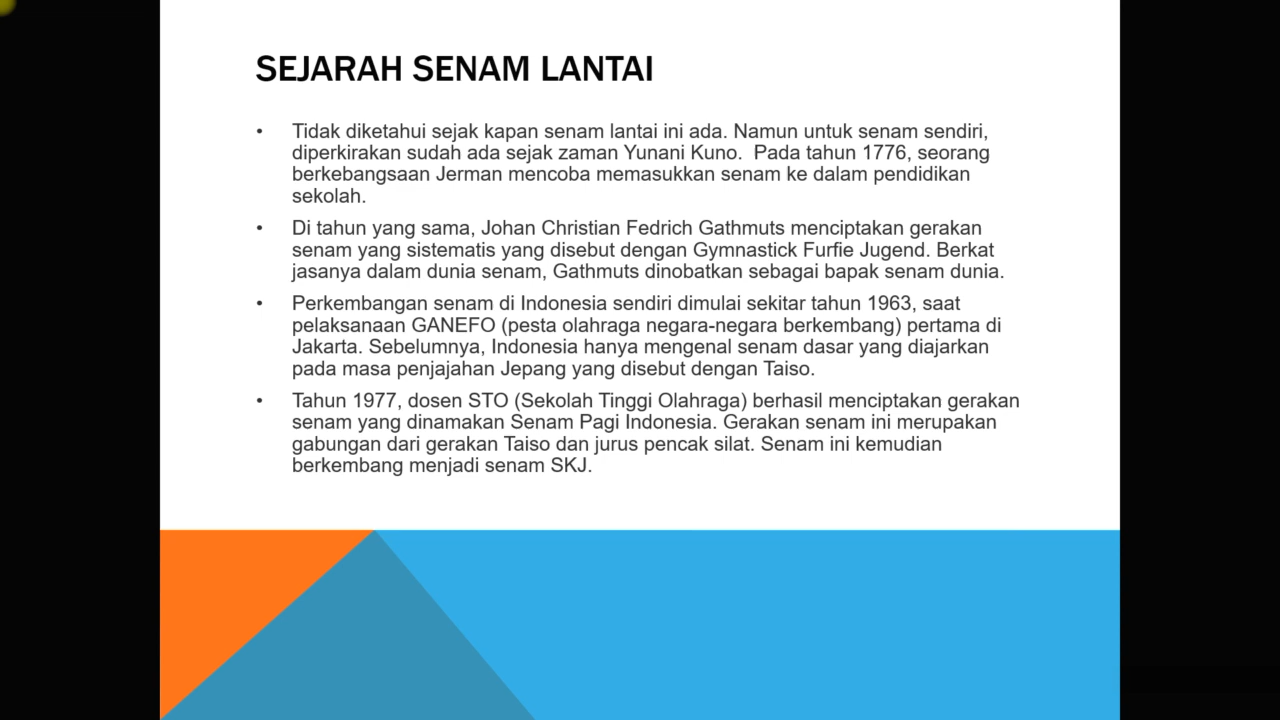 SEJARAH SENAM LANTAI
• Tidak diketahui sejak kapan senam lantai ini ada. Namun untuk senam sendiri,
diperkirakan sudah ada sejak zaman Yunani Kuno.  Pada tahun 1776, seorang
berkebangsaan Jerman mencoba memasukkan senam ke dalam pendidikan
sekolah.
• Di tahun yang sama, Johan Christian Fedrich Gathmuts menciptakan gerakan
senam yang sistematis yang disebut dengan Gymnastick Furfie Jugend. Berkat
jasanya dalam dunia senam, Gathmuts dinobatkan sebagai bapak senam dunia.
• Perkembangan senam di Indonesia sendiri dimulai sekitar tahun 1963, saat
pelaksanaan GANEFO (pesta olahraga negara-negara berkembang) pertama di
Jakarta. Sebelumnya, Indonesia hanya mengenal senam dasar yang diajarkan
pada masa penjajahan Jepang yang disebut dengan Taiso.
• Tahun 1977, dosen STO (Sekolah Tinggi Olahraga) berhasil menciptakan gerakan
senam yang dinamakan Senam Pagi Indonesia. Gerakan senam ini merupakan
gabungan dari gerakan Taiso dan jurus pencak silat. Senam ini kemudian
berkembang menjadi senam SKJ.